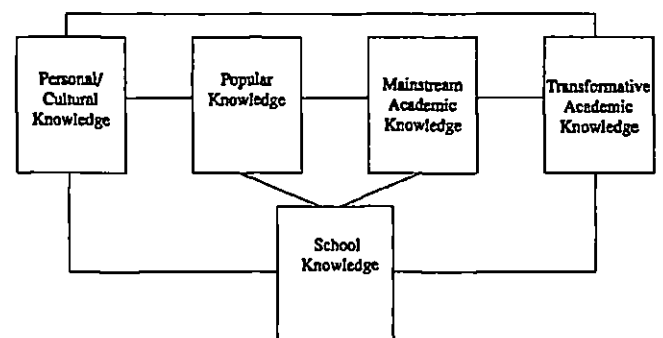 Personal/
Cultural
Knowledge
Popular
Knowledge
Mainstream
Academic
Knowledge
Transformative
Academic
Knowledge
School
Knowledge